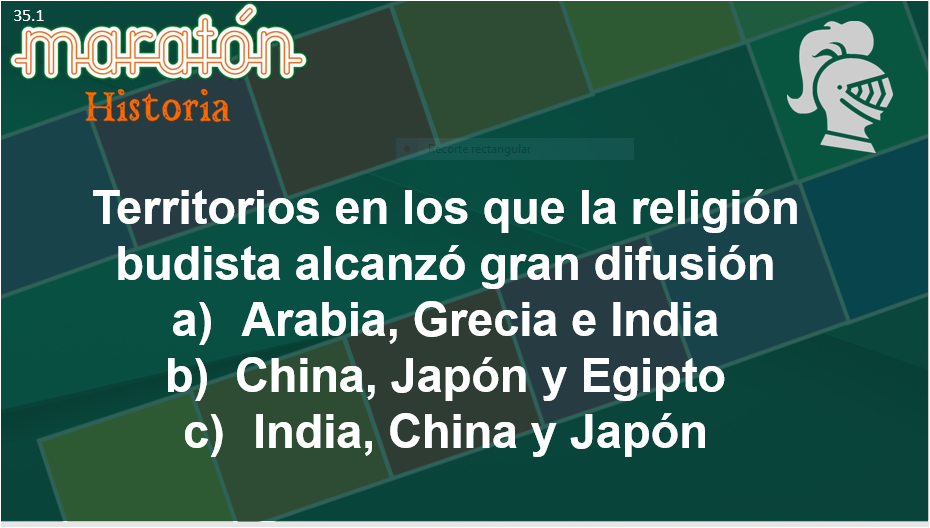 35.1
maratón
Historia
Recorte rectangular
Territorios en los que la religión
budista alcanzó gran difusión
a) Arabia, Grecia e India
b) China, Japón y Egipto
c) India, China y Japón